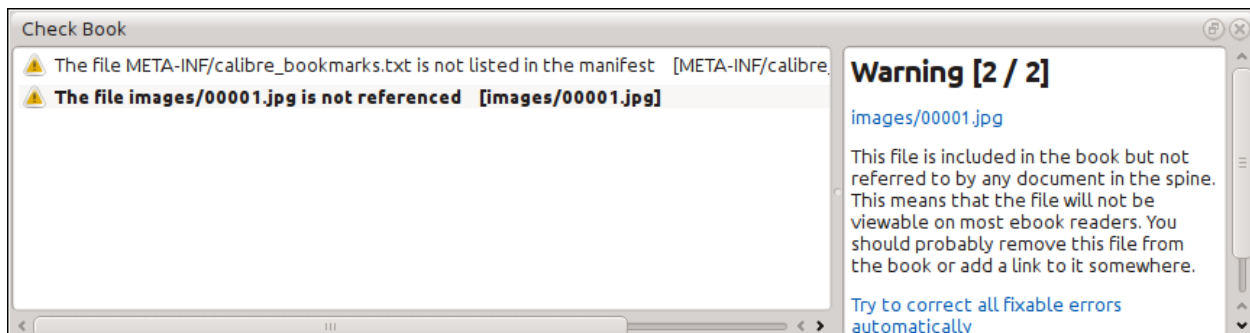 Check Book
The file META-INF/calibre_bookmarks.txt is not listed in the manifest [META-INF/calibre_
The file images/00001.jpg is not referenced [images/00001.jpg]
Warning [2 / 2]
images/00001.jpg
This file is included in the book but not
referred to by any document in the spine.
This means that the file will not be
viewable on most ebook readers. You
should probably remove this file from
the book or add a link to it somewhere.
Try to correct all fixable errors
automatically